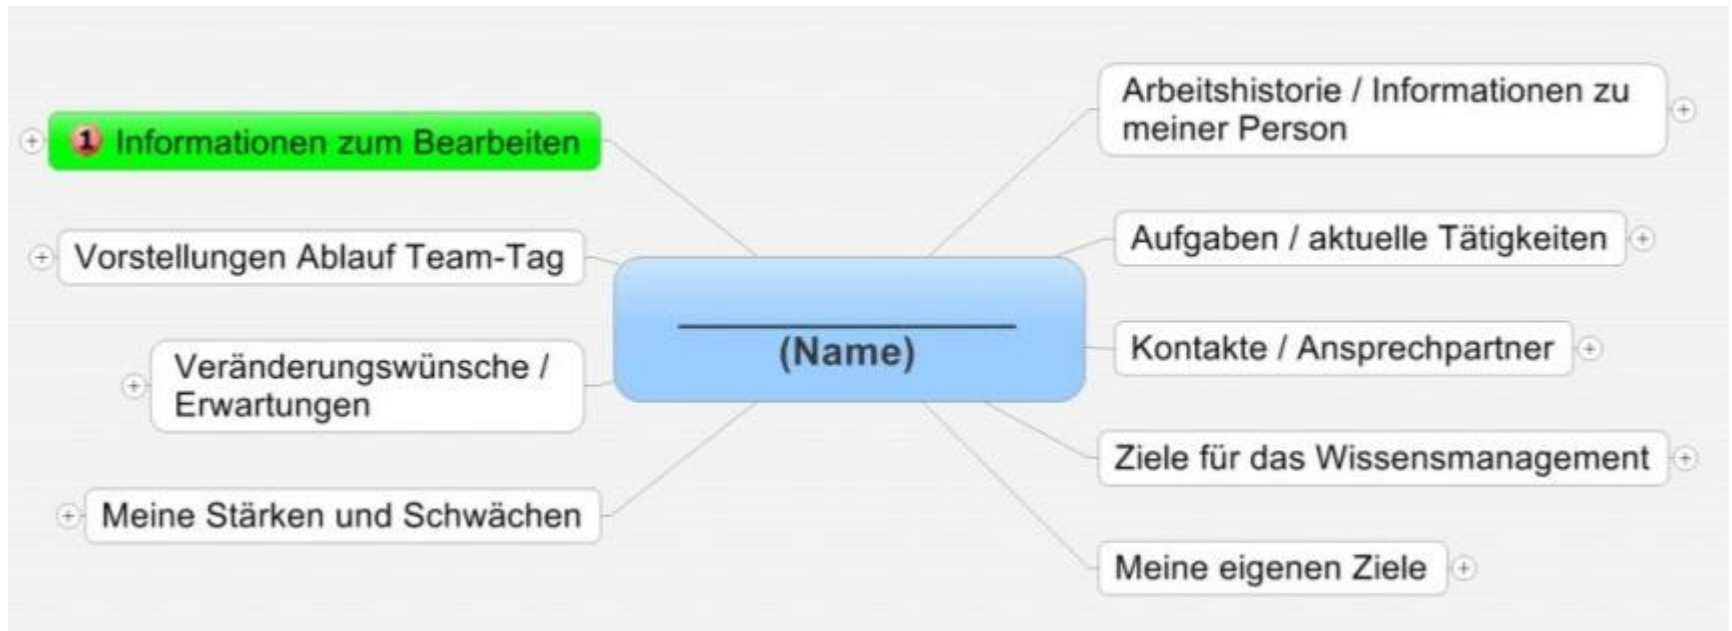 1 Informationen zum Bearbeiten
Vorstellungen Ablauf Team-Tag
Veränderungswünsche /
Erwartungen
Meine Stärken und Schwächen
(Name)
Arbeitshistorie / Informationen zu
meiner Person
Aufgaben / aktuelle Tätigkeiten
Kontakte / Ansprechpartner
Ziele für das Wissensmanagement
Meine eigenen Ziele